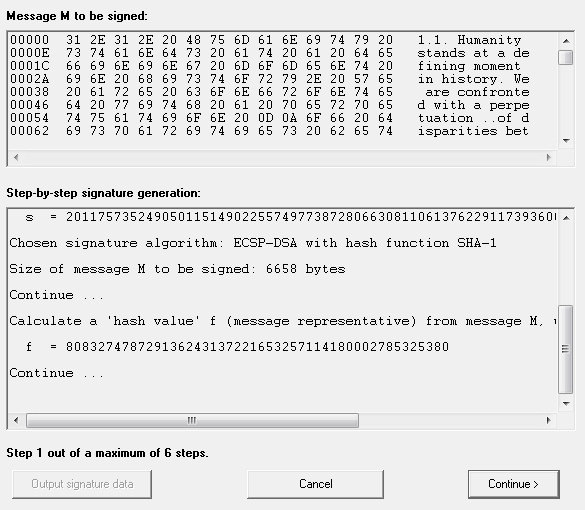 Message M to be signed:
00000 31 2E 31 2E 20 48 75 6D 61 6E 69 74 79 20 1.1. Humanity
0000E 73 74 61 6E 64 73 20 61 74 20 61 20 64 65 stands at a de
0001C 66 69 6E 69 6E 67 20 6D 6F 6D 65 6E 74 20 fining moment
0002A 69 6E 20 68 69 73 74 6F 72 79 2E 20 57 65 in history. We
00038 20 61 72 65 20 63 6F 6E 66 72 6F 6E 74 65 are confronte
00046 64 20 77 69 74 68 20 61 20 70 65 72 70 65 d with a perpe
00054 74 75 61 74 69 6F 6E 20 0D 0A 6F 66 20 64 tuation ..of d
00062 69 73 70 61 72 69 74 69 65 73 20 62 65 74 isparities bet
Step-by-step signature generation:
s = 201175735249050115149022557497738728066308110613762291173936
Chosen signature algorithm: ECSP-DSA with hash function SHA-1
Size of message M to be signed: 6658 bytes
Continue ...
Calculate a 'hash value' f (message representative) from message M,
f = 808327478729136243137221653257114180002785325380
Continue ...
Step 1 out of a maximum of 6 steps.
Output signature data
Cancel
Continue >